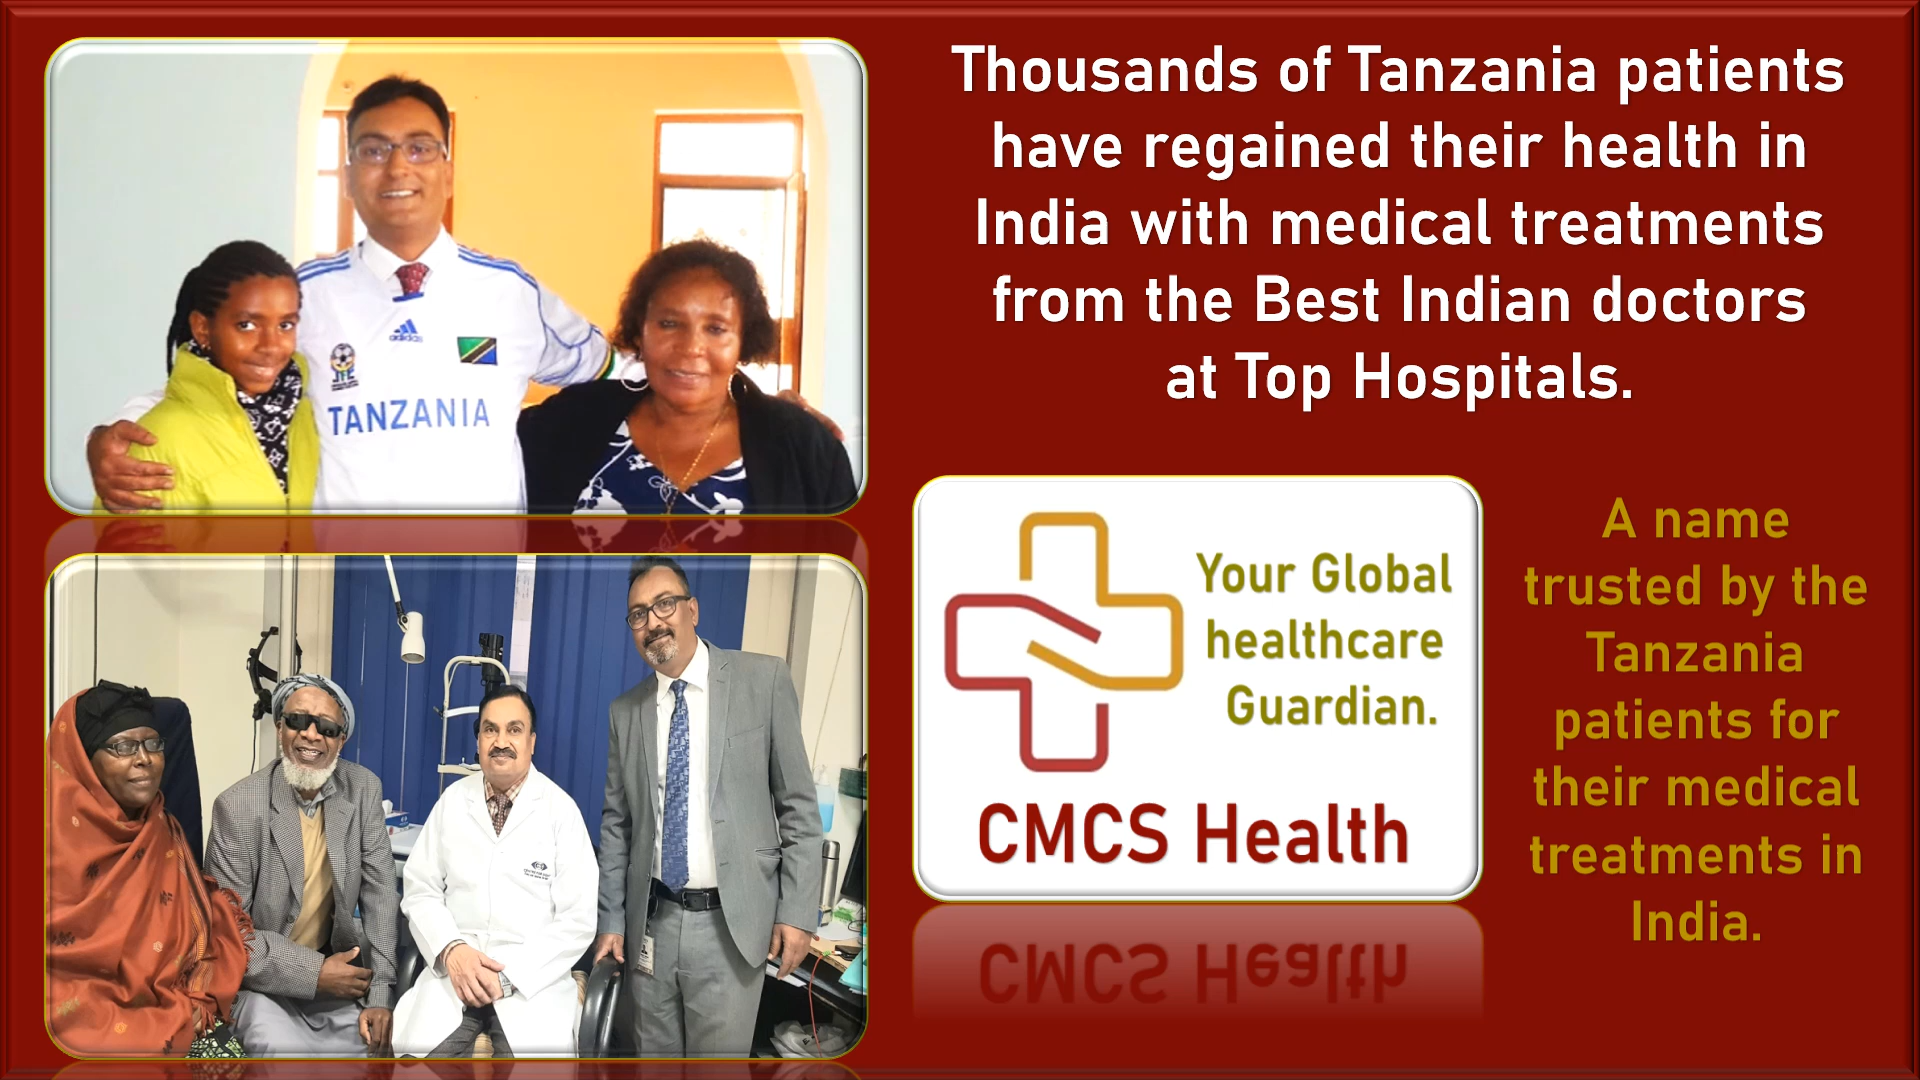 Thousands of Tanzania patients
have regained their health in
India with medical treatments
from the Best Indian doctors
at Top Hospitals.
adidas
TANZANIA
Your Global
healthcare
Guardian.
CMCS Health
A name
trusted by the
Tanzania
patients for
their medical
treatments in
India.
CMCS Health